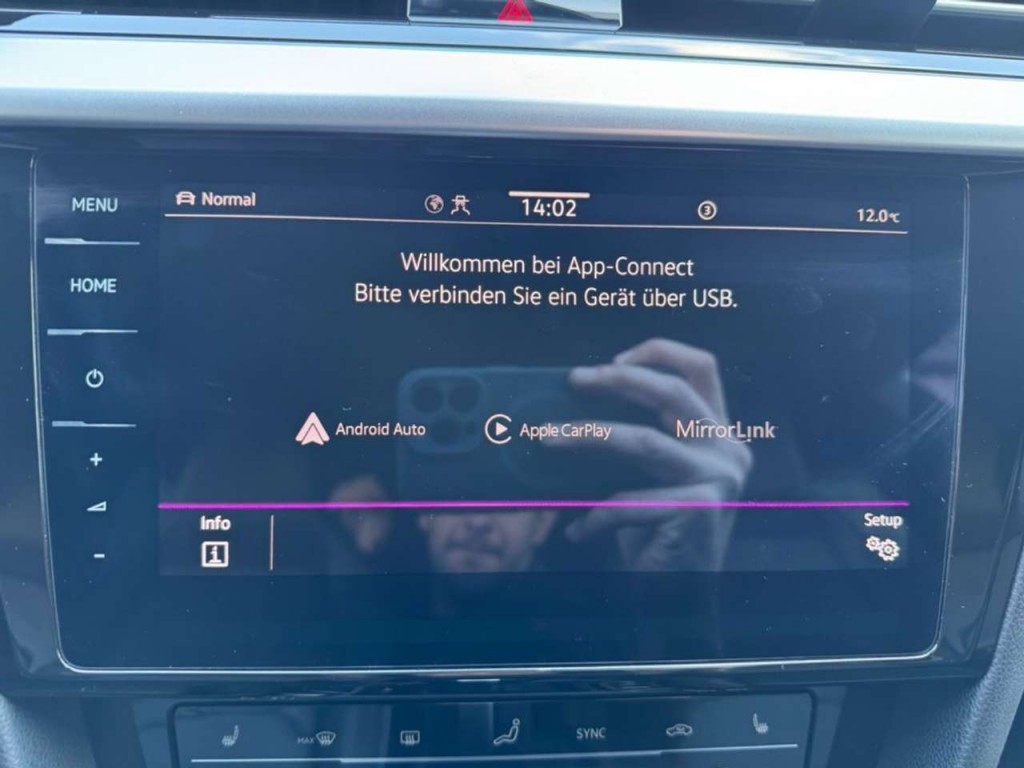 MENU
Normal
14:02
3
12.0°C
HOME
Willkommen bei App-Connect
Bitte verbinden Sie ein Gerät über USB.
+
Android Auto
Apple CarPlay
MirrorLink
-
Info
i
Setup
MAX
SYNC